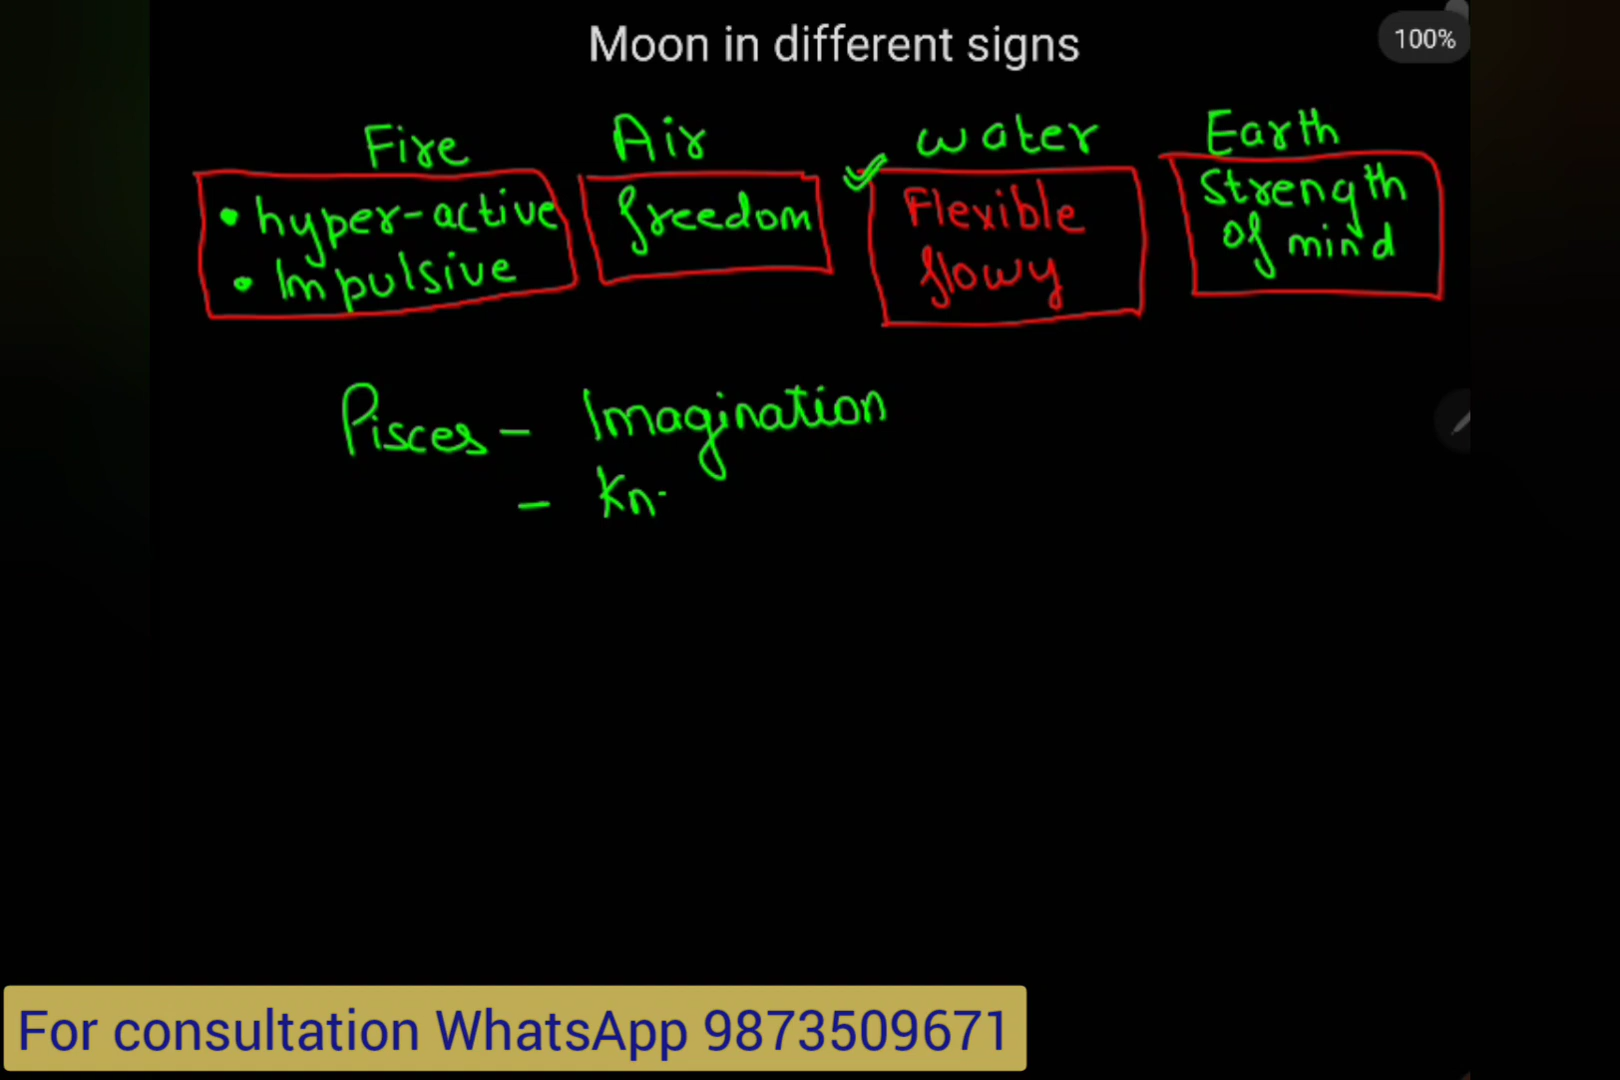 Moon in different signs
100%
Fire Air water Earth
• hyper-active
• Impulsive
freedom
Flexible
flowy
Strength
of mind
Pisces - Imagination
- Kn
For consultation WhatsApp 9873509671